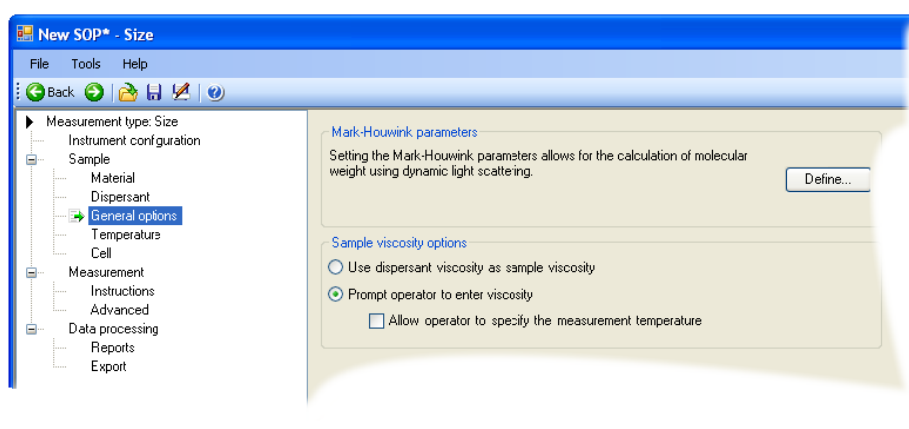 New SOP* - Size
File Tools Help
Back
Measurement type: Size
Instrument configuration
Sample
Material
Dispersant
General options
Temperature
Cell
Measurement
Instructions
Advanced
Data processing
Reports
Export
Mark-Houwink parameters
Setting the Mark-Houwink parameters allows for the calculation of molecular
weight using dynamic light scattering.
Define...
Sample viscosity options
Use dispersant viscosity as sample viscosity
Prompt operator to enter viscosity
Allow operator to specify the measurement temperature